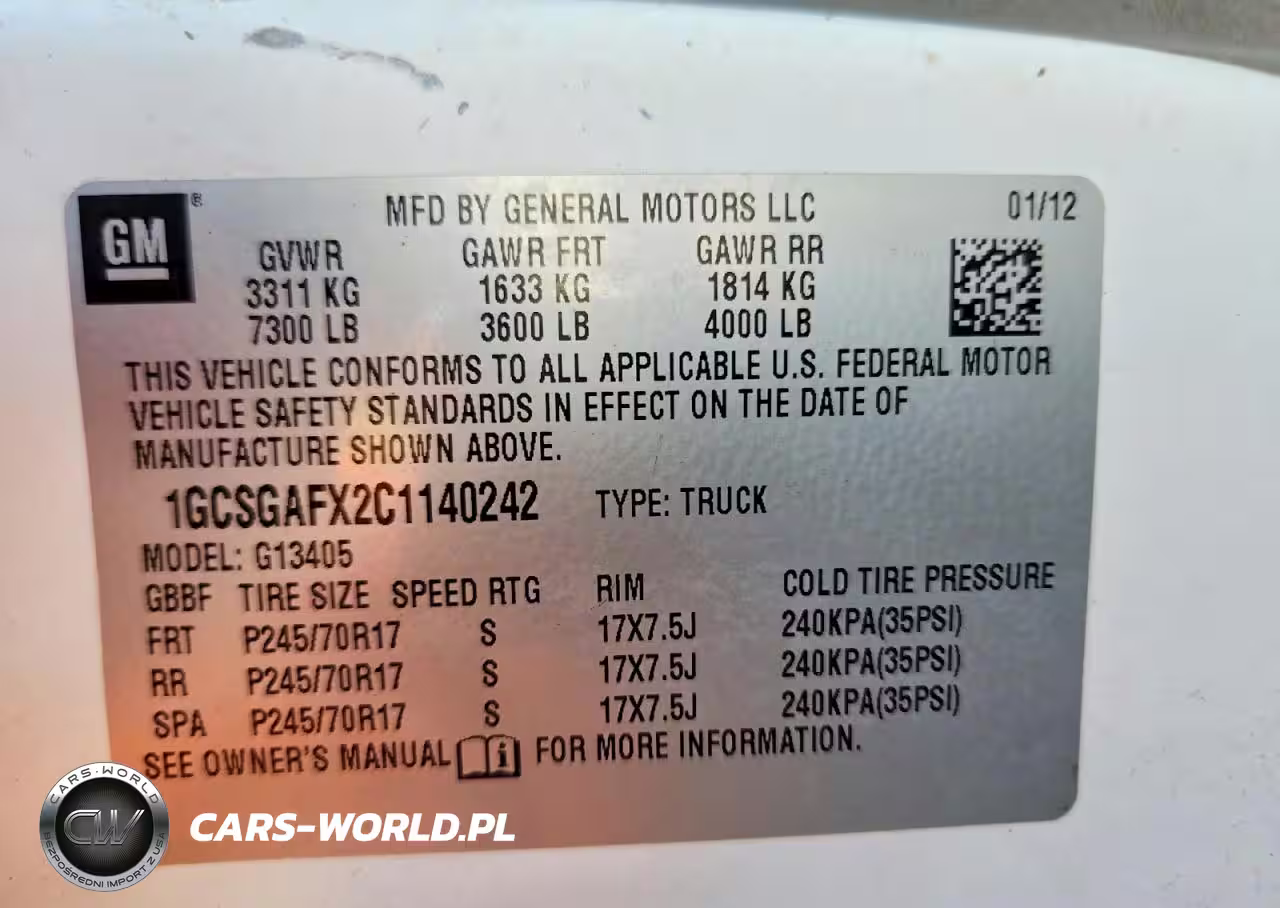 GM ®
MFD BY GENERAL MOTORS LLC 01/12
GVWR GAWR FRT GAWR RR
3311 KG 1633 KG 1814 KG
7300 LB 3600 LB 4000 LB
THIS VEHICLE CONFORMS TO ALL APPLICABLE U.S. FEDERAL MOTOR
VEHICLE SAFETY STANDARDS IN EFFECT ON THE DATE OF
MANUFACTURE SHOWN ABOVE.
1GCSGAFX2C1140242 TYPE: TRUCK
MODEL: G13405
GBBF TIRE SIZE SPEED RTG RIM COLD TIRE PRESSURE
FRT P245/70R17 S 17X7.5J 240KPA(35PSI)
RR P245/70R17 S 17X7.5J 240KPA(35PSI)
SPA P245/70R17 S 17X7.5J 240KPA(35PSI)
SEE OWNER'S MANUAL i FOR MORE INFORMATION.
CARS-WORLD
CW
BEZPOŚREDNI IMPORT Z USA
CARS-WORLD.PL